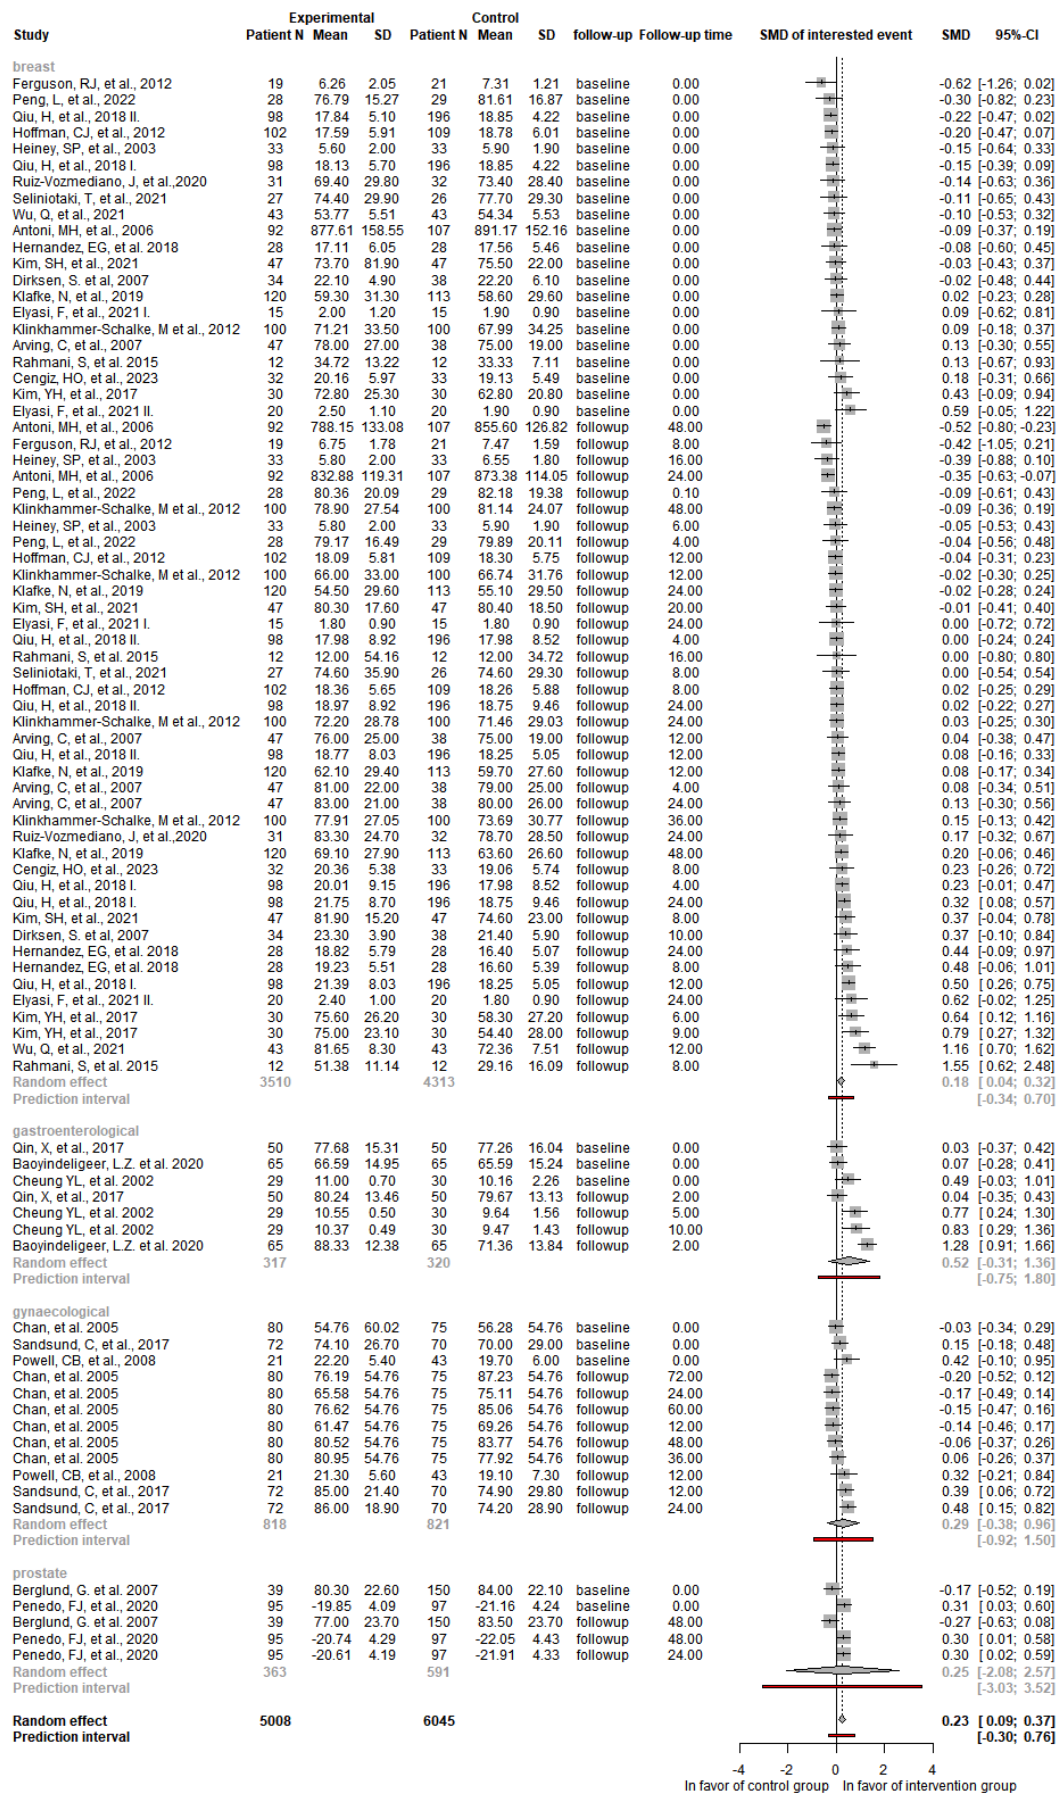 Experimental Control
Study Patient N Mean SD Patient N Mean SD follow-up Follow-up time SMD of interested event SMD 95%-CI
breast
Ferguson, RJ, et al., 2012 19 6.26 2.05 21 7.31 1.21 baseline 0.00 -0.62 [-1.26; 0.02]
Peng, L, et al., 2022 28 76.79 15.27 29 81.61 16.87 baseline 0.00 -0.30 [-0.82; 0.23]
Qiu, H, et al., 2018 II. 98 17.84 5.10 196 18.85 4.22 baseline 0.00 -0.22 [-0.47; 0.02]
Hoffman, CJ, et al., 2012 102 17.59 5.91 109 18.78 6.01 baseline 0.00 -0.20 [-0.47; 0.07]
Heiney, SP, et al., 2003 33 5.60 2.00 33 5.90 1.90 baseline 0.00 -0.15 [-0.64; 0.33]
Qiu, H, et al., 2018 I. 98 18.13 5.70 196 18.85 4.22 baseline 0.00 -0.15 [-0.39; 0.09]
Ruiz-Vozmediano, J, et al.,2020 31 69.40 29.80 32 73.40 28.40 baseline 0.00 -0.14 [-0.63; 0.36]
Seliniotaki, T, et al., 2021 27 74.40 29.90 26 77.70 29.30 baseline 0.00 -0.11 [-0.65; 0.43]
Wu, Q, et al., 2021 43 53.77 5.51 43 54.34 5.53 baseline 0.00 -0.10 [-0.53; 0.32]
Antoni, MH, et al., 2006 92 877.61 158.55 107 891.17 152.16 baseline 0.00 -0.09 [-0.37; 0.19]
Hernandez, EG, et al. 2018 28 17.11 6.05 28 17.56 5.46 baseline 0.00 -0.08 [-0.60; 0.45]
Kim, SH, et al., 2021 47 73.70 81.90 47 75.50 22.00 baseline 0.00 -0.03 [-0.43; 0.37]
Dirksen, S. et al, 2007 34 22.10 4.90 38 22.20 6.10 baseline 0.00 -0.02 [-0.48; 0.44]
Klafke, N, et al., 2019 120 59.30 31.30 113 58.60 29.60 baseline 0.00 0.02 [-0.23; 0.28]
Elyasi, F, et al., 2021 I. 15 2.00 1.20 15 1.90 0.90 baseline 0.00 0.09 [-0.62; 0.81]
Klinkhammer-Schalke, M et al., 2012 100 71.21 33.50 100 67.99 34.25 baseline 0.00 0.09 [-0.18; 0.37]
Arving, C, et al., 2007 47 78.00 27.00 38 75.00 19.00 baseline 0.00 0.13 [-0.30; 0.55]
Rahmani, S, et al. 2015 12 34.72 13.22 12 33.33 7.11 baseline 0.00 0.13 [-0.67; 0.93]
Cengiz, HO, et al., 2023 32 20.16 5.97 33 19.13 5.49 baseline 0.00 0.18 [-0.31; 0.66]
Kim, YH, et al., 2017 30 72.80 25.30 30 62.80 20.80 baseline 0.00 0.43 [-0.09; 0.94]
Elyasi, F, et al., 2021 II. 20 2.50 1.10 20 1.90 0.90 baseline 0.00 0.59 [-0.05; 1.22]
Antoni, MH, et al., 2006 92 788.15 133.08 107 855.60 126.82 followup 48.00 -0.52 [-0.80; -0.23]
Ferguson, RJ, et al., 2012 19 6.75 1.78 21 7.47 1.59 followup 8.00 -0.42 [-1.05; 0.21]
Heiney, SP, et al., 2003 33 5.80 2.00 33 6.55 1.80 followup 16.00 -0.39 [-0.88; 0.10]
Antoni, MH, et al., 2006 92 832.88 119.31 107 873.38 114.05 followup 24.00 -0.35 [-0.63; -0.07]
Peng, L, et al., 2022 28 80.36 20.09 29 82.18 19.38 followup 0.10 -0.09 [-0.61; 0.43]
Klinkhammer-Schalke, M et al., 2012 100 78.90 27.54 100 81.14 24.07 followup 48.00 -0.09 [-0.36; 0.19]
Heiney, SP, et al., 2003 33 5.80 2.00 33 5.90 1.90 followup 6.00 -0.05 [-0.53; 0.43]
Peng, L, et al., 2022 28 79.17 16.49 29 79.89 20.11 followup 4.00 -0.04 [-0.56; 0.48]
Hoffman, CJ, et al., 2012 102 18.09 5.81 109 18.30 5.75 followup 12.00 -0.04 [-0.31; 0.23]
Klinkhammer-Schalke, M et al., 2012 100 66.00 33.00 100 66.74 31.76 followup 12.00 -0.02 [-0.30; 0.25]
Klafke, N, et al., 2019 120 54.50 29.60 113 55.10 29.50 followup 24.00 -0.02 [-0.28; 0.24]
Kim, SH, et al., 2021 47 80.30 17.60 47 80.40 18.50 followup 20.00 -0.01 [-0.41; 0.40]
Elyasi, F, et al., 2021 I. 15 1.80 0.90 15 1.80 0.90 followup 24.00 0.00 [-0.72; 0.72]
Qiu, H, et al., 2018 II. 98 17.98 8.92 196 17.98 8.52 followup 4.00 0.00 [-0.24; 0.24]
Rahmani, S, et al. 2015 12 12.00 54.16 12 12.00 34.72 followup 16.00 0.00 [-0.80; 0.80]
Seliniotaki, T, et al., 2021 27 74.60 35.90 26 74.60 29.30 followup 8.00 0.00 [-0.54; 0.54]
Hoffman, CJ, et al., 2012 102 18.36 5.65 109 18.26 5.88 followup 8.00 0.02 [-0.25; 0.29]
Qiu, H, et al., 2018 II. 98 18.97 8.92 196 18.75 9.46 followup 24.00 0.02 [-0.22; 0.27]
Klinkhammer-Schalke, M et al., 2012 100 72.20 28.78 100 71.46 29.03 followup 24.00 0.03 [-0.25; 0.30]
Arving, C, et al., 2007 47 76.00 25.00 38 75.00 19.00 followup 12.00 0.04 [-0.38; 0.47]
Qiu, H, et al., 2018 II. 98 18.77 8.03 196 18.25 5.05 followup 12.00 0.08 [-0.16; 0.33]
Klafke, N, et al., 2019 120 62.10 29.40 113 59.70 27.60 followup 12.00 0.08 [-0.17; 0.34]
Arving, C, et al., 2007 47 81.00 22.00 38 79.00 25.00 followup 4.00 0.08 [-0.34; 0.51]
Arving, C, et al., 2007 47 83.00 21.00 38 80.00 26.00 followup 24.00 0.13 [-0.30; 0.56]
Klinkhammer-Schalke, M et al., 2012 100 77.91 27.05 100 73.69 30.77 followup 36.00 0.15 [-0.13; 0.42]
Ruiz-Vozmediano, J, et al.,2020 31 83.30 24.70 32 78.70 28.50 followup 24.00 0.17 [-0.32; 0.67]
Klafke, N, et al., 2019 120 69.10 27.90 113 63.60 26.60 followup 48.00 0.20 [-0.06; 0.46]
Cengiz, HO, et al., 2023 32 20.36 5.38 33 19.06 5.74 followup 8.00 0.23 [-0.26; 0.72]
Qiu, H, et al., 2018 I. 98 20.01 9.15 196 17.98 8.52 followup 4.00 0.23 [-0.01; 0.47]
Qiu, H, et al., 2018 I. 98 21.75 8.70 196 18.75 9.46 followup 24.00 0.32 [ 0.08; 0.57]
Kim, SH, et al., 2021 47 81.90 15.20 47 74.60 23.00 followup 8.00 0.37 [-0.04; 0.78]
Dirksen, S. et al, 2007 34 23.30 3.90 38 21.40 5.90 followup 10.00 0.37 [-0.10; 0.84]
Hernandez, EG, et al. 2018 28 18.82 5.79 28 16.40 5.07 followup 24.00 0.44 [-0.09; 0.97]
Hernandez, EG, et al. 2018 28 19.23 5.51 28 16.60 5.39 followup 8.00 0.48 [-0.06; 1.01]
Qiu, H, et al., 2018 I. 98 21.39 8.03 196 18.25 5.05 followup 12.00 0.50 [ 0.26; 0.75]
Elyasi, F, et al., 2021 II. 20 2.40 1.00 20 1.80 0.90 followup 24.00 0.62 [-0.02; 1.25]
Kim, YH, et al., 2017 30 75.60 26.20 30 58.30 27.20 followup 6.00 0.64 [ 0.12; 1.16]
Kim, YH, et al., 2017 30 75.00 23.10 30 54.40 28.00 followup 9.00 0.79 [ 0.27; 1.32]
Wu, Q, et al., 2021 43 81.65 8.30 43 72.36 7.51 followup 12.00 1.16 [ 0.70; 1.62]
Rahmani, S, et al. 2015 12 51.38 11.14 12 29.16 16.09 followup 8.00 1.55 [ 0.62; 2.48]
Random effect 3510 4313 0.18 [ 0.04; 0.32]
Prediction interval [-0.34; 0.70]
gastroenterological
Qin, X, et al., 2017 50 77.68 15.31 50 77.26 16.04 baseline 0.00 0.03 [-0.37; 0.42]
Baoyindeligeer, L.Z. et al. 2020 65 66.59 14.95 65 65.59 15.24 baseline 0.00 0.07 [-0.28; 0.41]
Cheung YL, et al. 2002 29 11.00 0.70 30 10.16 2.26 baseline 0.00 0.49 [-0.03; 1.01]
Qin, X, et al., 2017 50 80.24 13.46 50 79.67 13.13 followup 2.00 0.04 [-0.35; 0.43]
Cheung YL, et al. 2002 29 10.55 0.50 30 9.64 1.56 followup 5.00 0.77 [ 0.24; 1.30]
Cheung YL, et al. 2002 29 10.37 0.49 30 9.47 1.43 followup 10.00 0.83 [ 0.29; 1.36]
Baoyindeligeer, L.Z. et al. 2020 65 88.33 12.38 65 71.36 13.84 followup 2.00 1.28 [ 0.91; 1.66]
Random effect 317 320 0.52 [-0.31; 1.36]
Prediction interval [-0.75; 1.80]
gynaecological
Chan, et al. 2005 80 54.76 60.02 75 56.28 54.76 baseline 0.00 -0.03 [-0.34; 0.29]
Sandsund, C, et al., 2017 72 74.10 26.70 70 70.00 29.00 baseline 0.00 0.15 [-0.18; 0.48]
Powell, CB, et al., 2008 21 22.20 5.40 43 19.70 6.00 baseline 0.00 0.42 [-0.10; 0.95]
Chan, et al. 2005 80 76.19 54.76 75 87.23 54.76 followup 72.00 -0.20 [-0.52; 0.12]
Chan, et al. 2005 80 65.58 54.76 75 75.11 54.76 followup 24.00 -0.17 [-0.49; 0.14]
Chan, et al. 2005 80 76.62 54.76 75 85.06 54.76 followup 60.00 -0.15 [-0.47; 0.16]
Chan, et al. 2005 80 61.47 54.76 75 69.26 54.76 followup 12.00 -0.14 [-0.46; 0.17]
Chan, et al. 2005 80 80.52 54.76 75 83.77 54.76 followup 48.00 -0.06 [-0.37; 0.26]
Chan, et al. 2005 80 80.95 54.76 75 77.92 54.76 followup 36.00 0.06 [-0.26; 0.37]
Powell, CB, et al., 2008 21 21.30 5.60 43 19.10 7.30 followup 12.00 0.32 [-0.21; 0.84]
Sandsund, C, et al., 2017 72 85.00 21.40 70 74.90 29.80 followup 12.00 0.39 [ 0.06; 0.72]
Sandsund, C, et al., 2017 72 86.00 18.90 70 74.20 28.90 followup 24.00 0.48 [ 0.15; 0.82]
Random effect 818 821 0.29 [-0.38; 0.96]
Prediction interval [-0.92; 1.50]
prostate
Berglund, G. et al. 2007 39 80.30 22.60 150 84.00 22.10 baseline 0.00 -0.17 [-0.52; 0.19]
Penedo, FJ, et al., 2020 95 -19.85 4.09 97 -21.16 4.24 baseline 0.00 0.31 [ 0.03; 0.60]
Berglund, G. et al. 2007 39 77.00 23.70 150 83.50 23.70 followup 48.00 -0.27 [-0.63; 0.08]
Penedo, FJ, et al., 2020 95 -20.74 4.29 97 -22.05 4.43 followup 48.00 0.30 [ 0.01; 0.58]
Penedo, FJ, et al., 2020 95 -20.61 4.19 97 -21.91 4.33 followup 24.00 0.30 [ 0.02; 0.59]
Random effect 363 591 0.25 [-2.08; 2.57]
Prediction interval [-3.03; 3.52]
Random effect 5008 6045 0.23 [ 0.09; 0.37]
Prediction interval [-0.30; 0.76]
-4 -2 0 2 4
In favor of control group In favor of intervention group